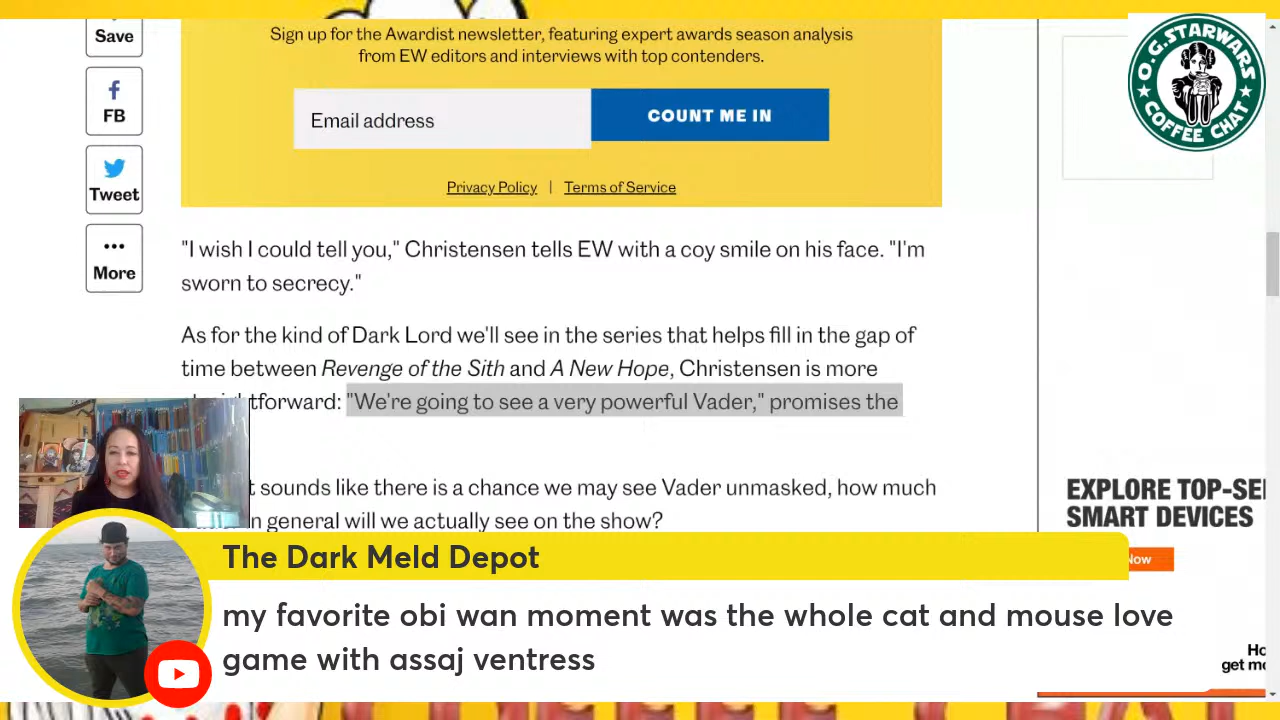 Save
FB
Tweet
More
Sign up for the Awardist newsletter, featuring expert awards season analysis
from EW editors and interviews with top contenders.
Email address
COUNT ME IN
Privacy Policy | Terms of Service
O.G. STARWARS
COFFEE CHAT
"I wish I could tell you," Christensen tells EW with a coy smile on his face. "I'm
sworn to secrecy."
As for the kind of Dark Lord we'll see in the series that helps fill in the gap of
time between Revenge of the Sith and A New Hope, Christensen is more
tforward: "We're going to see a very powerful Vader," promises the
t sounds like there is a chance we may see Vader unmasked, how much
n general will we actually see on the show?
EXPLORE TOP-SEL
SMART DEVICES
Now
The Dark Meld Depot
my favorite obi wan moment was the whole cat and mouse love
game with assaj ventress
Ho
get mo